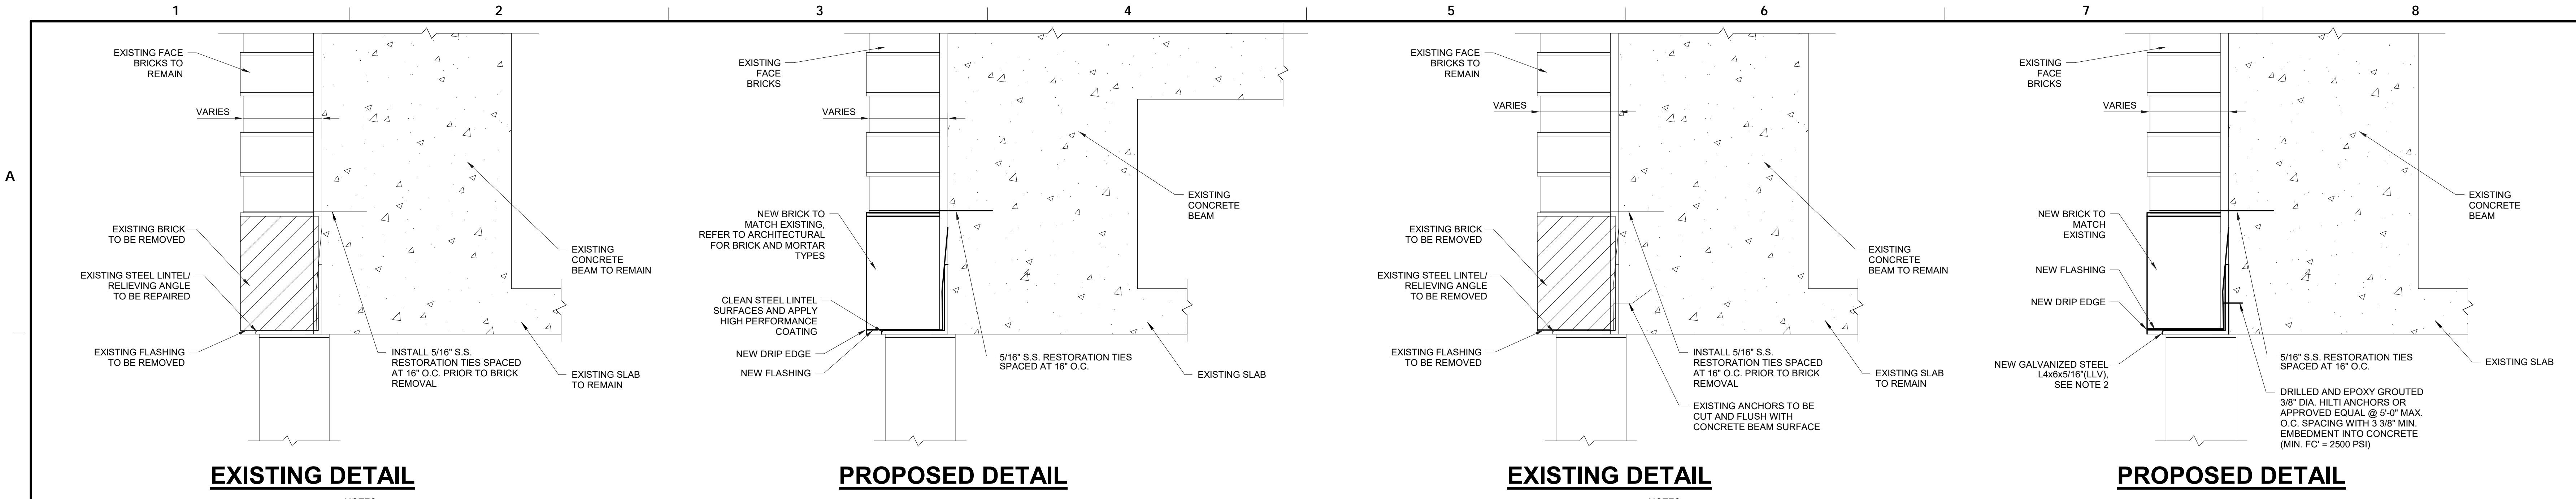 1
2
3
4
5
6
7
8
A
EXISTING FACE
BRICKS TO
REMAIN
VARIES
EXISTING BRICK
TO BE REMOVED
EXISTING STEEL LINTEL/
RELIEVING ANGLE
TO BE REPAIRED
EXISTING FLASHING
TO BE REMOVED
INSTALL 5/16" S.S.
RESTORATION TIES SPACED
AT 16" O.C. PRIOR TO BRICK
REMOVAL
EXISTING
CONCRETE
BEAM TO REMAIN
EXISTING SLAB
TO REMAIN
EXISTING DETAIL
EXISTING
FACE
BRICKS
VARIES
NEW BRICK TO
MATCH EXISTING,
REFER TO ARCHITECTURAL
FOR BRICK AND MORTAR
TYPES
CLEAN STEEL LINTEL
SURFACES AND APPLY
HIGH PERFORMANCE
COATING
NEW DRIP EDGE
NEW FLASHING
EXISTING
CONCRETE
BEAM
5/16" S.S. RESTORATION TIES
SPACED AT 16" O.C.
EXISTING SLAB
PROPOSED DETAIL
EXISTING FACE
BRICKS TO
REMAIN
VARIES
EXISTING BRICK
TO BE REMOVED
EXISTING STEEL LINTEL/
RELIEVING ANGLE
TO BE REMOVED
EXISTING FLASHING
TO BE REMOVED
INSTALL 5/16" S.S.
RESTORATION TIES SPACED
AT 16" O.C. PRIOR TO BRICK
REMOVAL
EXISTING ANCHORS TO BE
CUT AND FLUSH WITH
CONCRETE BEAM SURFACE
EXISTING
CONCRETE
BEAM TO REMAIN
EXISTING SLAB
TO REMAIN
EXISTING DETAIL
EXISTING
FACE
BRICKS
VARIES
NEW BRICK TO
MATCH
EXISTING
NEW FLASHING
NEW DRIP EDGE
NEW GALVANIZED STEEL
L4x6x5/16"(LLV),
SEE NOTE 2
EXISTING
CONCRETE
BEAM
5/16" S.S. RESTORATION TIES
SPACED AT 16" O.C.
EXISTING SLAB
DRILLED AND EPOXY GROUTED
3/8" DIA. HILTI ANCHORS OR
APPROVED EQUAL @ 5'-0" MAX.
O.C. SPACING WITH 3 3/8" MIN.
EMBEDMENT INTO CONCRETE
(MIN. FC' = 2500 PSI)
PROPOSED DETAIL